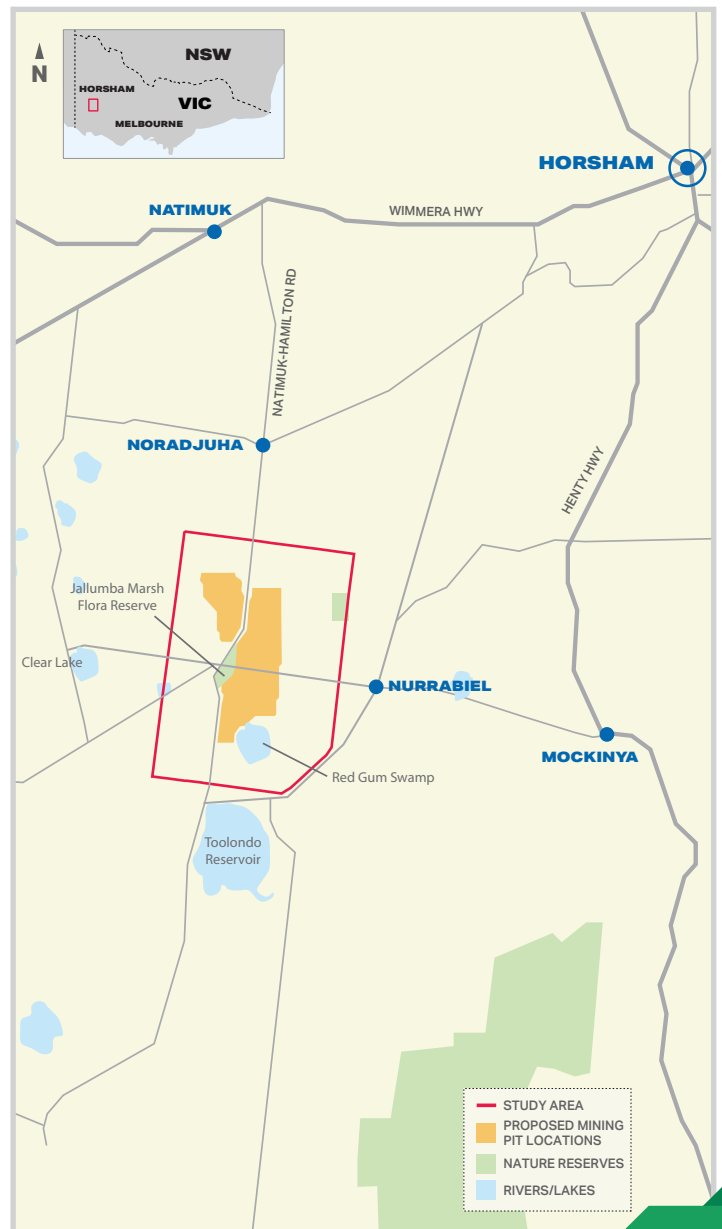 N
NSW
HORSHAM
VIC
MELBOURNE
HORSHAM
NATIMUK
WIMMERA HWY
NATIMUK-HAMILTON RD
NORADJUHA
HENTY HWY
Jallumba Marsh
Flora Reserve
Clear Lake
NURRABIEL
MOCKINYA
Red Gum Swamp
Toolondo
Reservoir
STUDY AREA
PROPOSED MINING
PIT LOCATIONS
NATURE RESERVES
RIVERS/LAKES